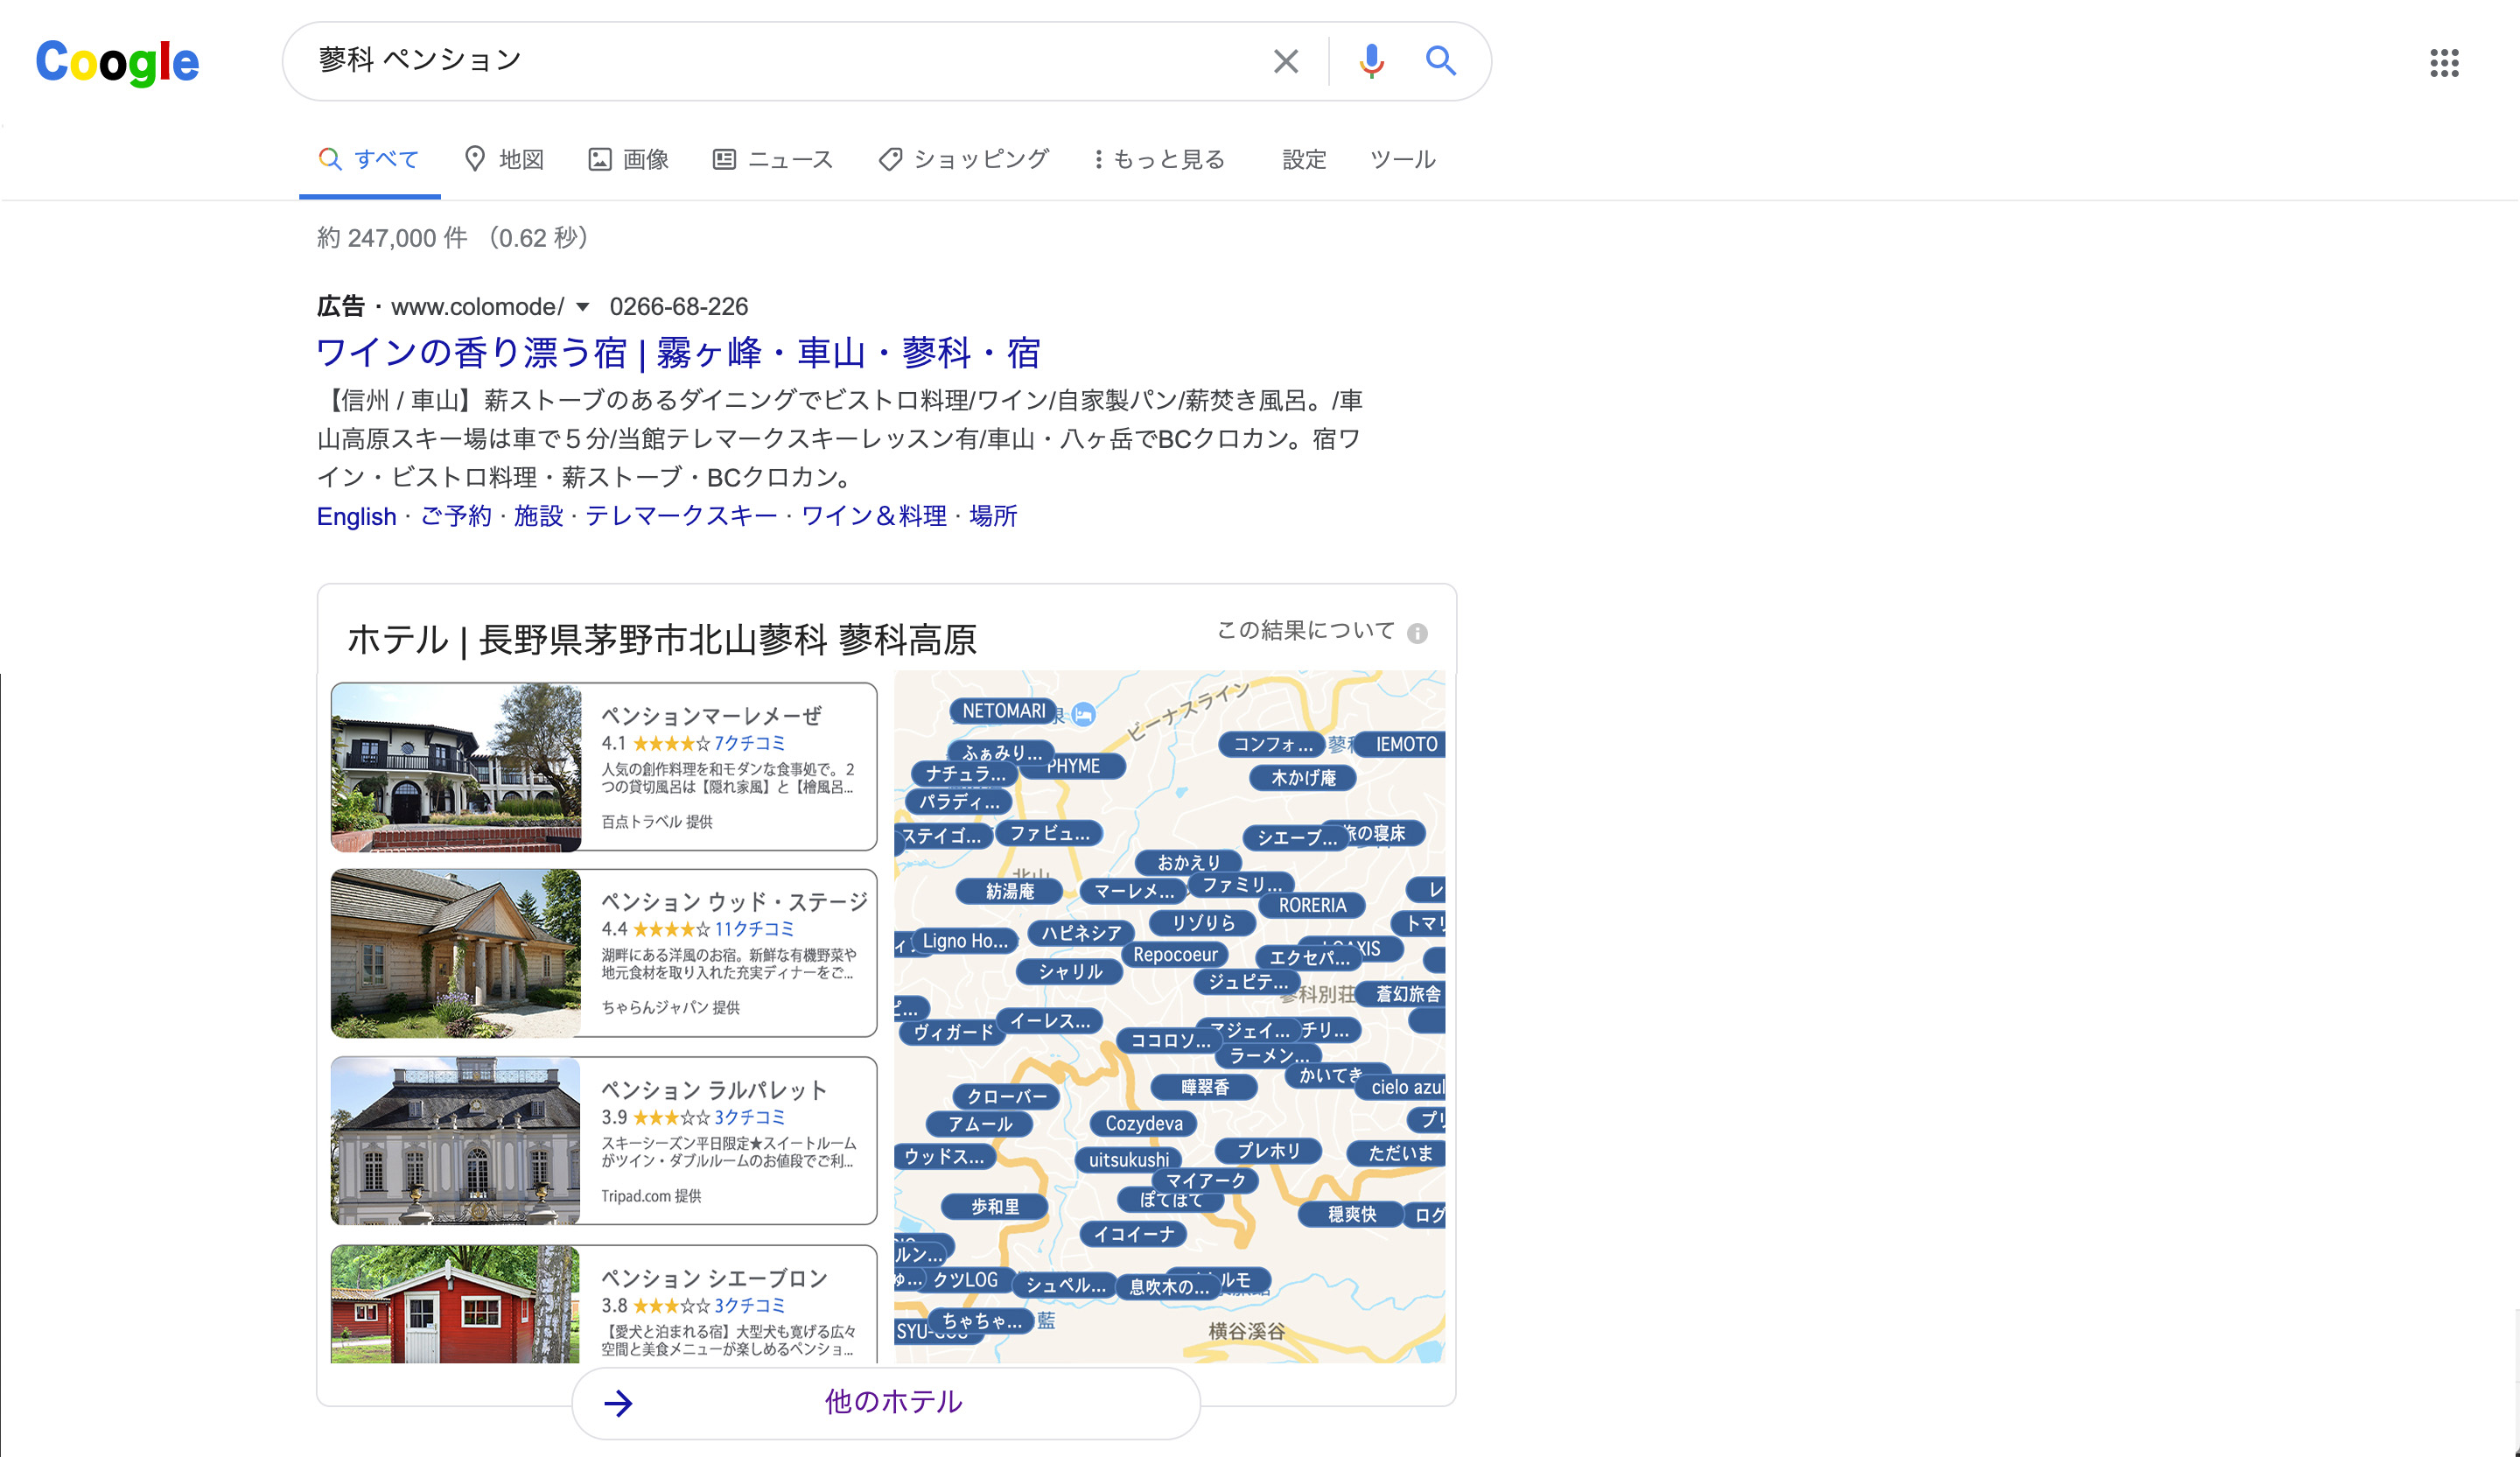 Coogle
蓼科 ペンション
すべて 地図 画像 ニュース ショッピング もっと見る 設定 ツール
約 247,000 件 （0.62 秒）
広告・www.colomode/ 0266-68-226
ワインの香り漂う宿 | 霧ヶ峰・車山・蓼科・宿
【信州 / 車山】薪ストーブのあるダイニングでビストロ料理/ワイン/自家製パン/薪焚き風呂。/車
山高原スキー場は車で５分/当館テレマークスキーレッスン有/車山・八ヶ岳でBCクロカン。宿ワ
イン・ビストロ料理・薪ストーブ・BCクロカン。
English · ご予約 · 施設 · テレマークスキー · ワイン＆料理 · 場所
ホテル | 長野県茅野市北山蓼科 蓼科高原
この結果について
ペンションマーレメーぜ
4.1 ★★★★☆ 7クチコミ
人気の創作料理を和モダンな食事処で。2
つの貸切風呂は【隠れ家風】と【檜風呂...
百点トラベル 提供
ペンション ウッド・ステージ
4.4 ★★★★☆ 11クチコミ
湖畔にある洋風のお宿。新鮮な有機野菜や
地元食材を取り入れた充実ディナーをご...
ちゃらんジャパン 提供
ペンション ラルパレット
3.9 ★★★☆☆ 3クチコミ
スキーシーズン平日限定★スイートルーム
がツイン・ダブルルームのお値段でご利...
Tripad.com 提供
ペンション シエーブロン
3.8 ★★★☆☆ 3クチコミ
【愛犬と泊まれる宿】大型犬も寛げる広々
空間と美食メニューが楽しめるペンショ...
NETOMARI
ビーナスライン
コンフォ...
IEMOTO
ふぁみり...
PHYME
ナチュラ...
木かげ庵
パラディ...
ステイゴ...
ファビュ...
シエーブ...
旅の寝床
おかえり
北山
紡湯庵
マーレメ...
ファミリ...
レ
RORERIA
リゾりら
トマリ
Ligno Ho...
ハピネシア
Repocoeur
エクセパ...
シャリル
ジュピテ...
蓼科別荘
蒼幻旅舎
ヴィガード
イーレス...
ココロソ...
マジェイ...
チリ...
ラーメン...
かいてき
cielo azul
クローバー
曄翠香
アムール
Cozydeva
プリ
ウッドス...
uitsukushi
プレホリ
ただいま
マイアーク
ぽてぽて
歩和里
穏爽快
ログ
イコイーナ
ルン...
クツLOG
シュペル...
息吹木の...
ルモ
ちゃちゃ...
藍
横谷溪谷
他のホテル